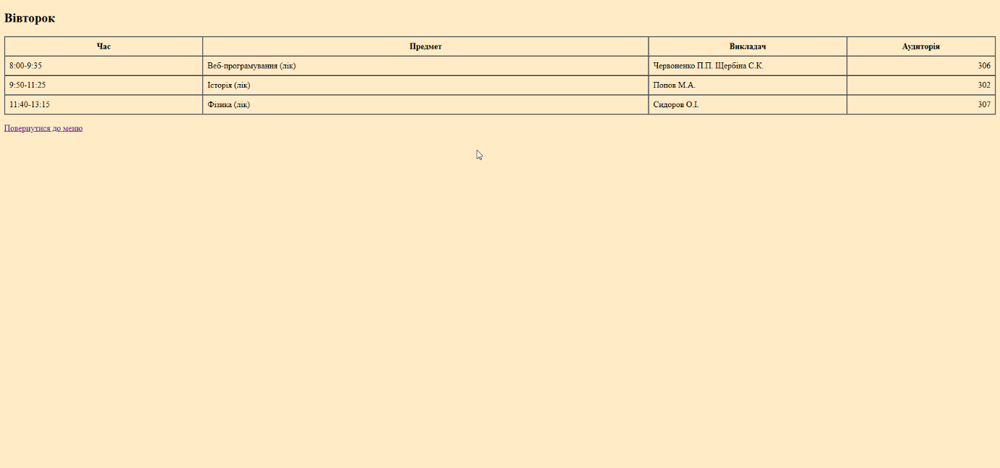 Вівторок
Час Предмет Викладач Аудиторія
8:00-9:35 Веб-програмування (лік) Червоненко П.П. Щербіна С.К. 306
9:50-11:25 Історія (лік) Попов М.А. 302
11:40-13:15 Фізика (лік) Сидоров О.І. 307
Повернутися до меню